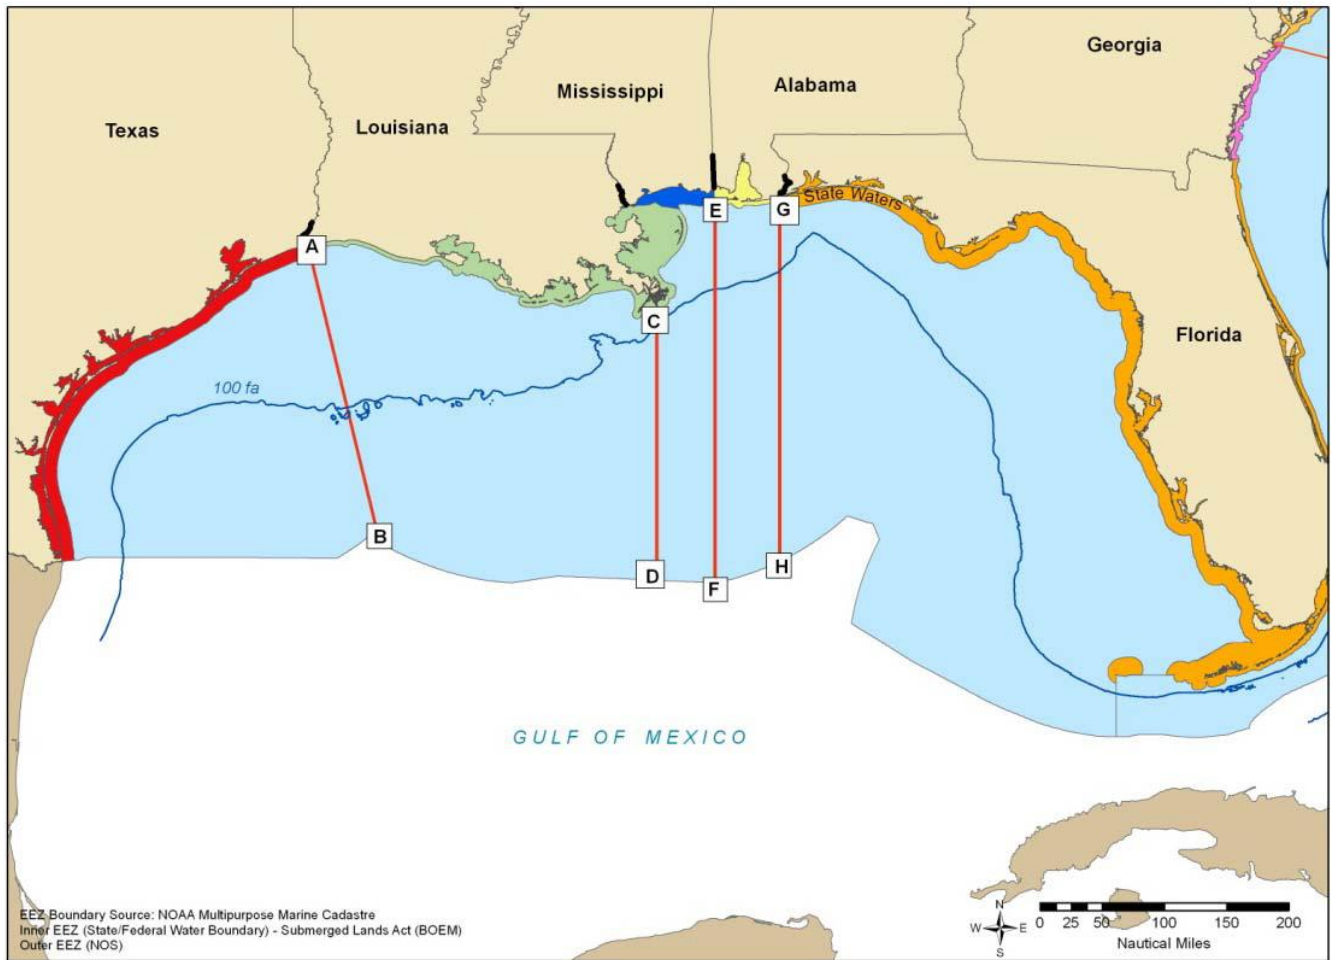 Georgia
Mississippi
Alabama
Texas
Louisiana
State Waters
E
G
A
C
Florida
100 fa
B
D
F
H
GULF OF MEXICO
EEZ Boundary Source: NOAA Multipurpose Marine Cadastre
Inner EEZ (State/Federal Water Boundary) - Submerged Lands Act (BOEM)
Outer EEZ (NOS)
N
W E
S
0 25 50 100 150 200
Nautical Miles